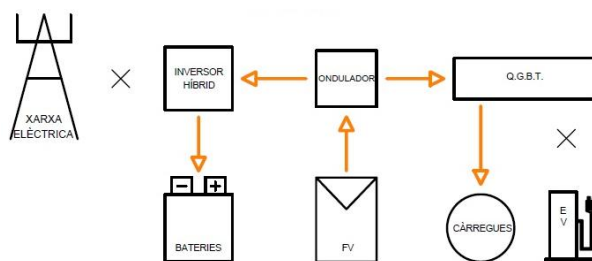 INVERSOR
HÍBRID
ONDULADOR
Q.G.B.T.
XARXA
ELÈCTRICA
BATERIES
FV
CÀRREGUES
E
V